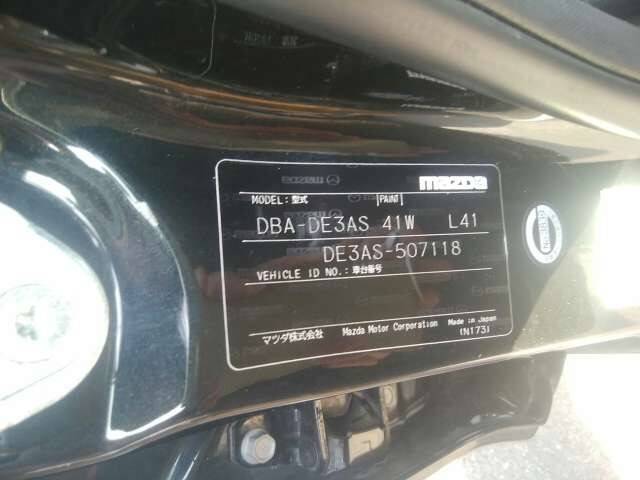 mazda
MODEL:型式 PAINT
DBA-DE3AS 41W L41
DE3AS-507118
VEHICLE ID NO.:車台番号
マツダ株式会社 Mazda Motor Corporation Made in Japan
(N173)